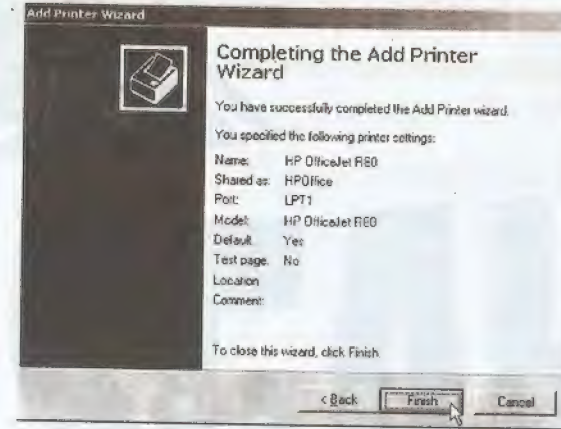 Add Printer Wizard
Completing the Add Printer
Wizard
You have successfully completed the Add Printer wizard.
You specified the following printer settings:
Name: HP OfficeJet R80
Shared as: HPOffice
Port: LPT1
Model: HP OfficeJet R80
Default: Yes
Test page: No
Location:
Comment:
To close this wizard, click Finish.
< Back Finish Cancel